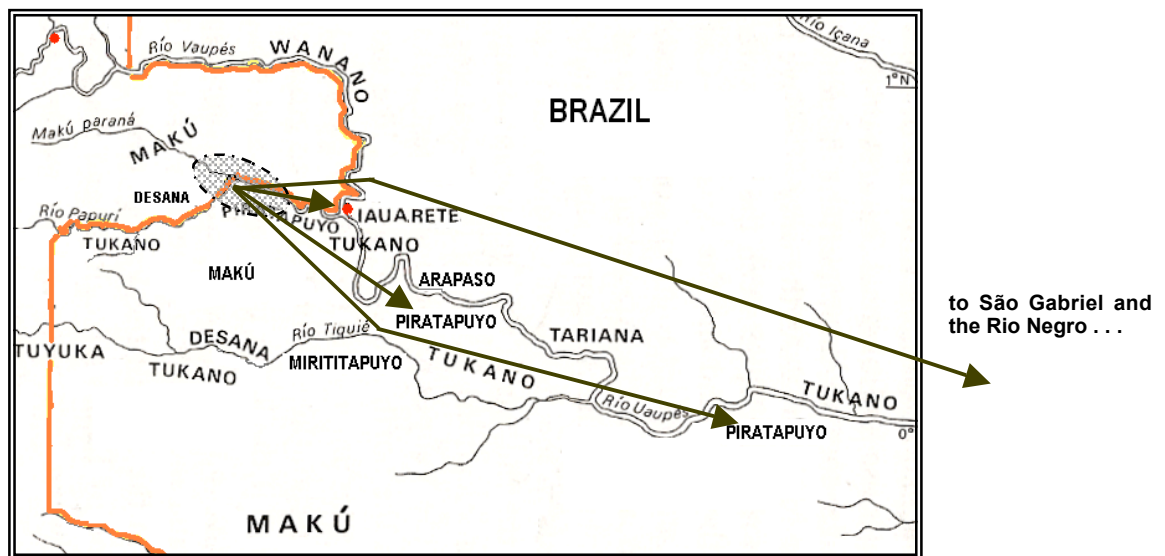 Río Vaupés
WANANO
Río Içana
1° N
BRAZIL
Makú paraná
MAKÚ
DESANA
PIRATAPUYO
IAUARETE
Río Papurí
TUKANO
TUKANO
MAKÚ
ARAPASO
to São Gabriel and
the Rio Negro . . .
PIRATAPUYO
Río Tiquié
TARIANA
DESANA
TUYUKA
TUKANO
MIRITITAPUYO
TUKANO
TUKANO
Río Uaupés
PIRATAPUYO
0°
MAKÚ